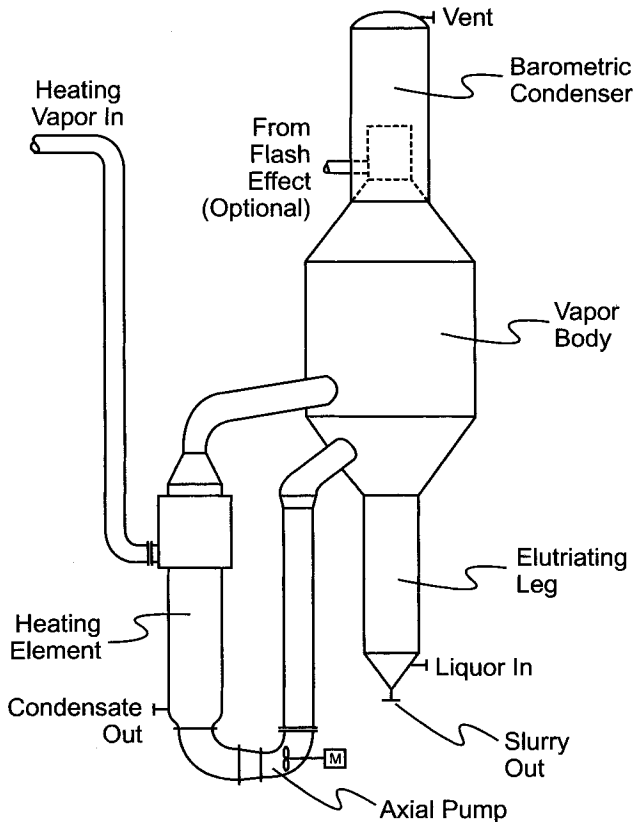 Vent
Barometric
Condenser
Heating
Vapor In
From
Flash
Effect
(Optional)
Vapor
Body
Elutriating
Leg
Heating
Element
Liquor In
Condensate
Out
Slurry
Out
M
Axial Pump